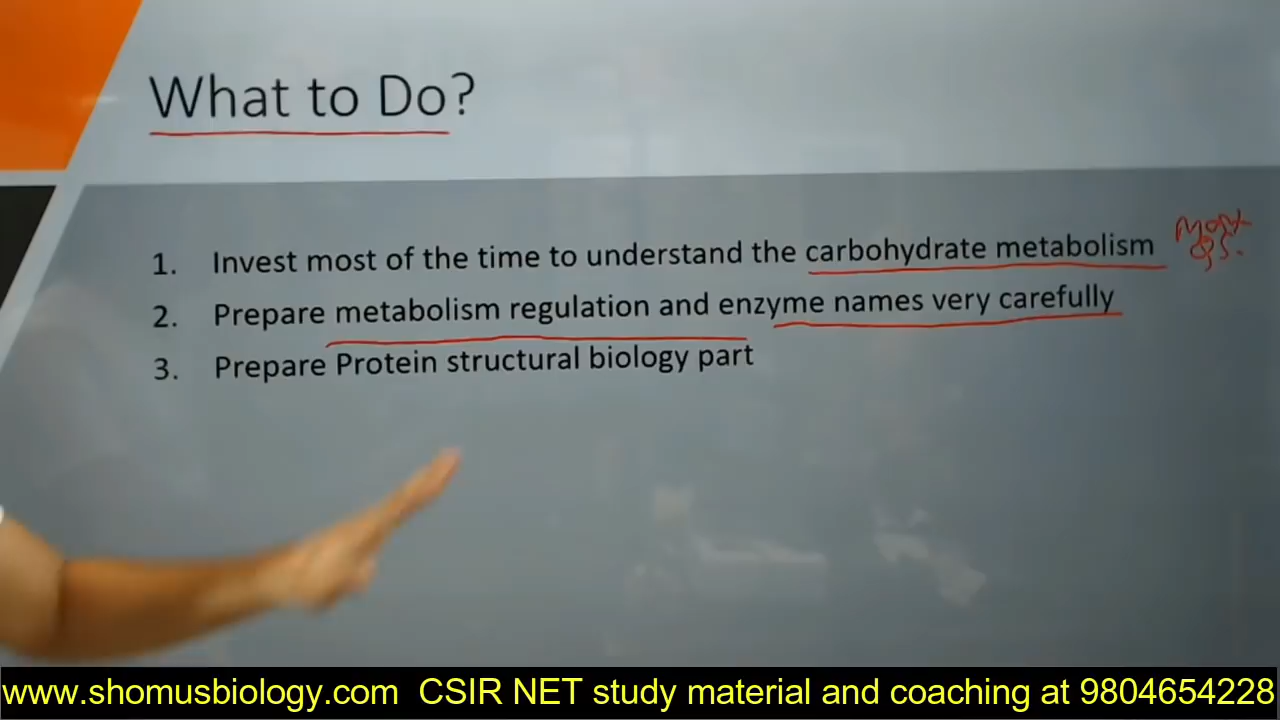 What to Do?
1. Invest most of the time to understand the carbohydrate metabolism
Most
Qs.
2. Prepare metabolism regulation and enzyme names very carefully
3. Prepare Protein structural biology part
www.shomusbiology.com CSIR NET study material and coaching at 9804654228